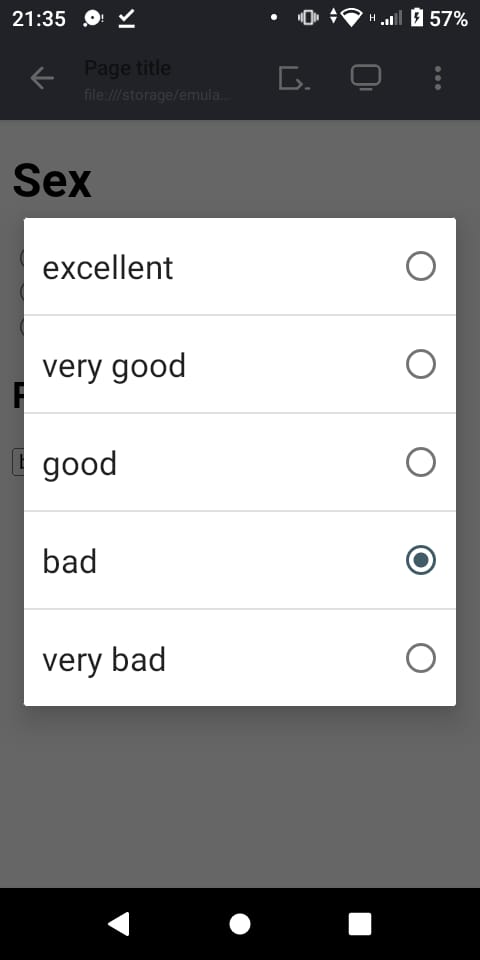 21:35
H
57%
Page title
file:///storage/emula...
Sex
excellent
very good
good
bad
very bad